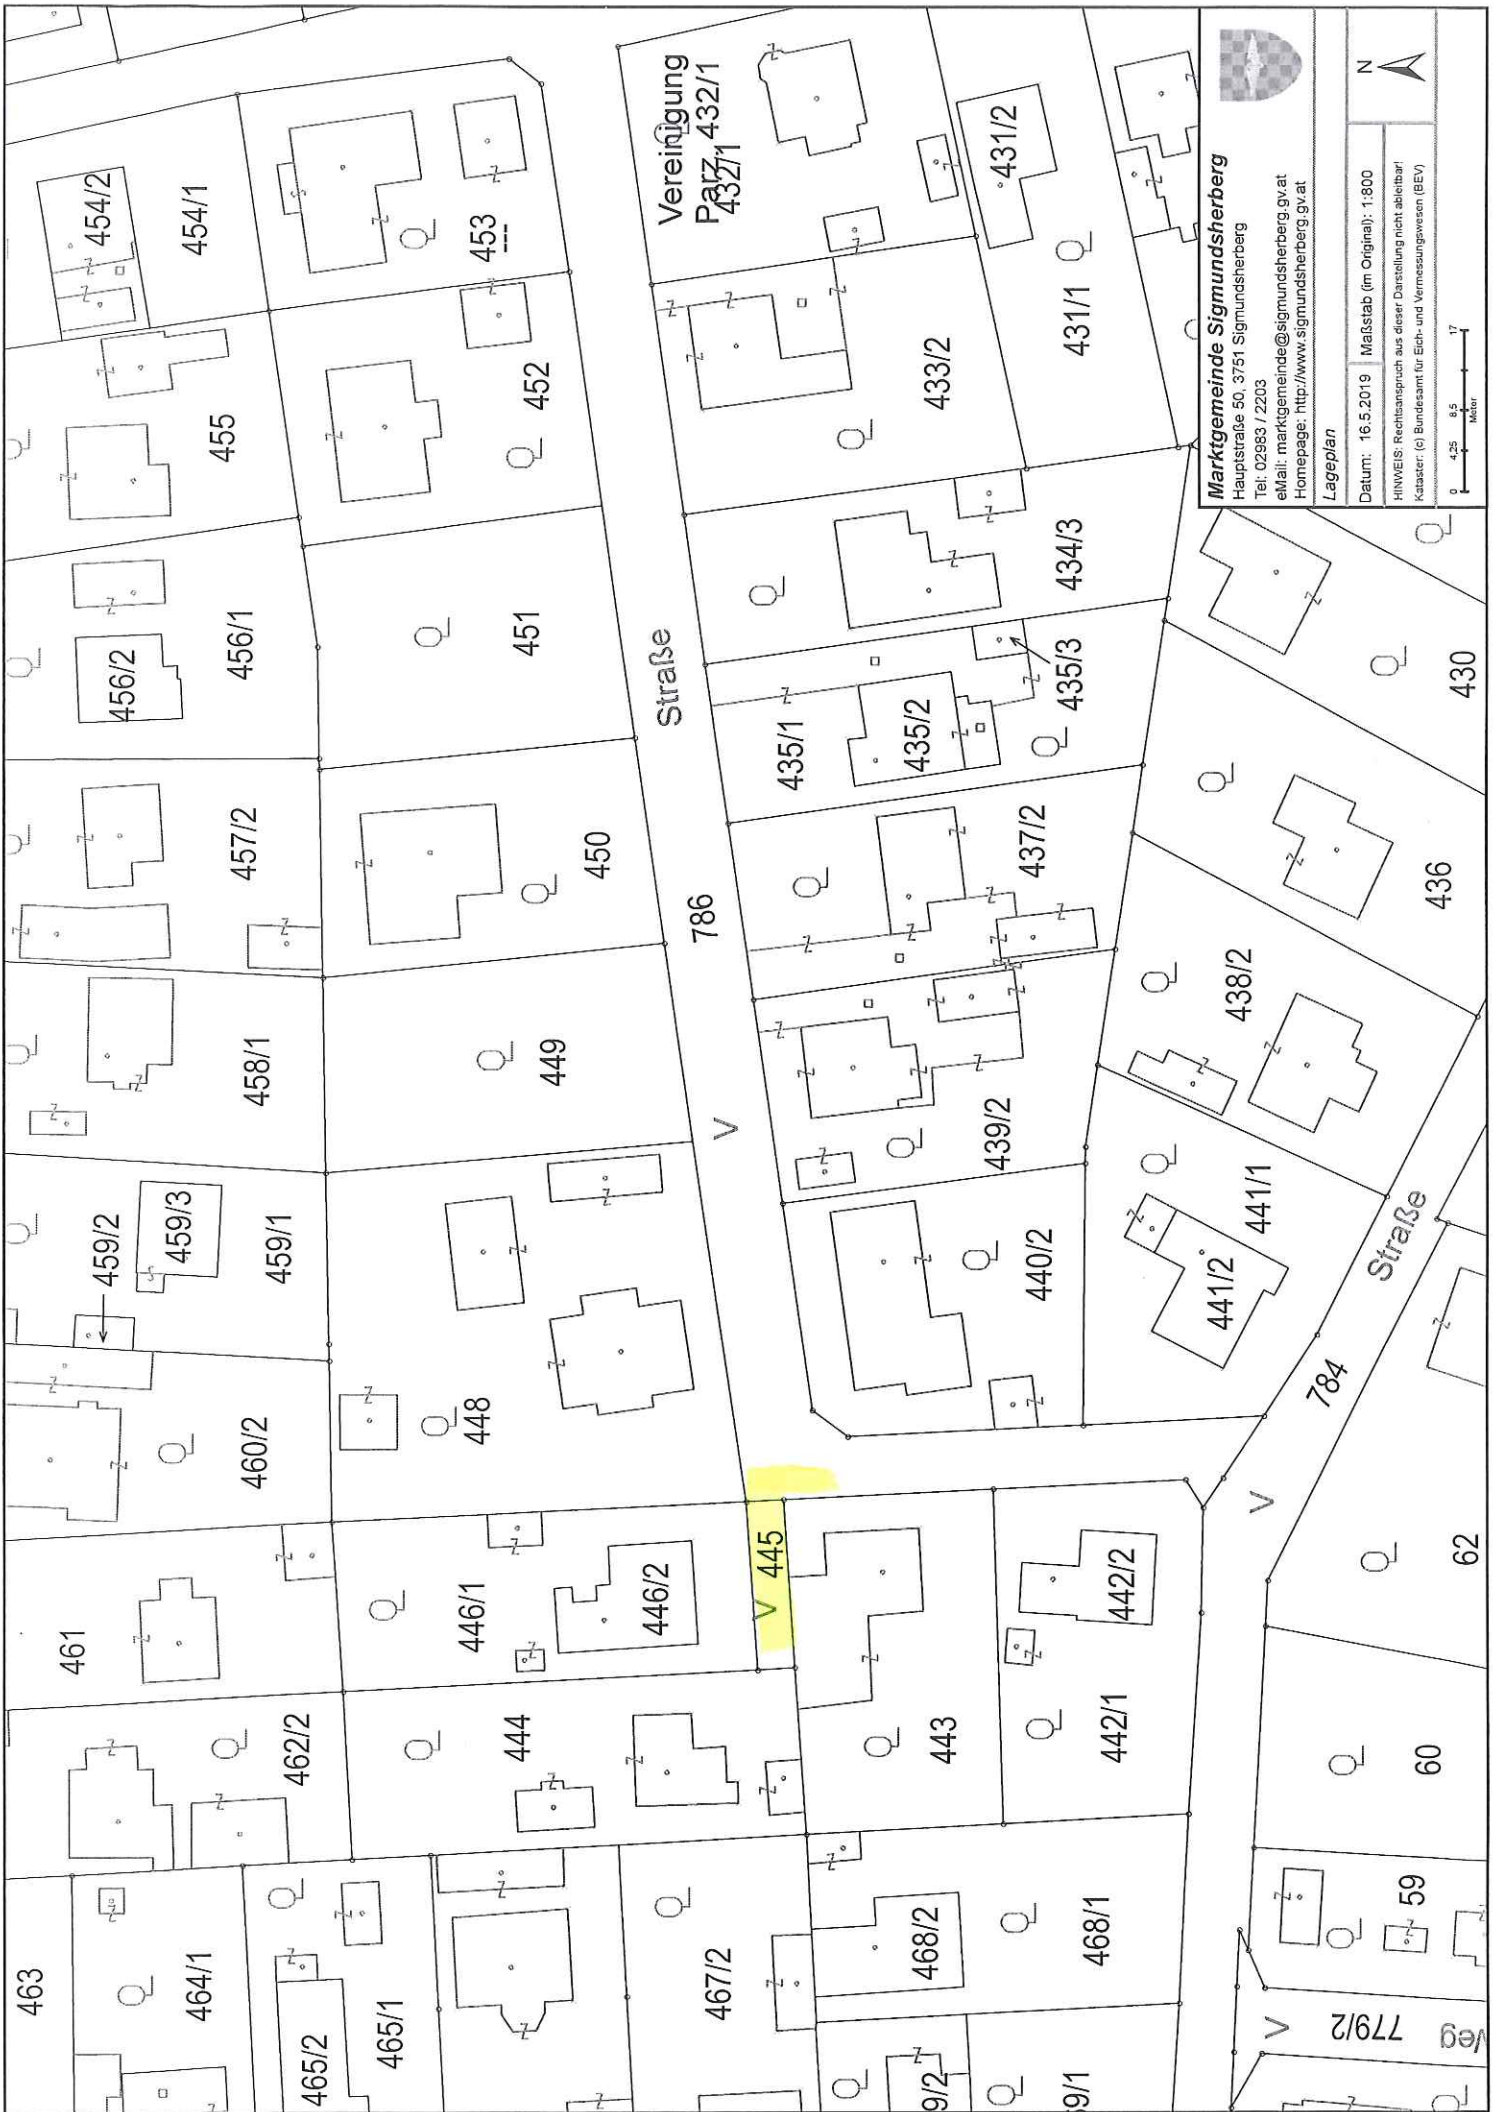 Marktgemeinde Sigmundsherberg
Hauptstraße 50, 3751 Sigmundsherberg
Tel: 02983 / 2203
eMail: marktgemeinde@sigmundsherberg.gv.at
Homepage: http://www.sigmundsherberg.gv.at
Lageplan
Datum: 16.5.2019
Maßstab (im Original): 1:800
N
HINWEIS: Rechtsanspruch aus dieser Darstellung nicht ableitbar!
Kataster: (c) Bundesamt für Eich- und Vermessungswesen (BEV)
0 4,25 8,5 17
Meter
463
464/1
465/2
465/1
467/2
468/2
468/1
59
779/2
461
462/2
444
443
442/1
60
446/1
446/2
V 445
442/2
V
62
460/2
448
784
Straße
459/2
459/3
459/1
440/2
441/2
441/1
458/1
449
V
439/2
438/2
457/2
450
786
437/2
436
456/2
456/1
451
Straße
435/1
435/2
435/3
434/3
430
455
452
433/2
431/1
454/2
454/1
453
Vereinigung
Parz. 432/1
432/1
431/2
V